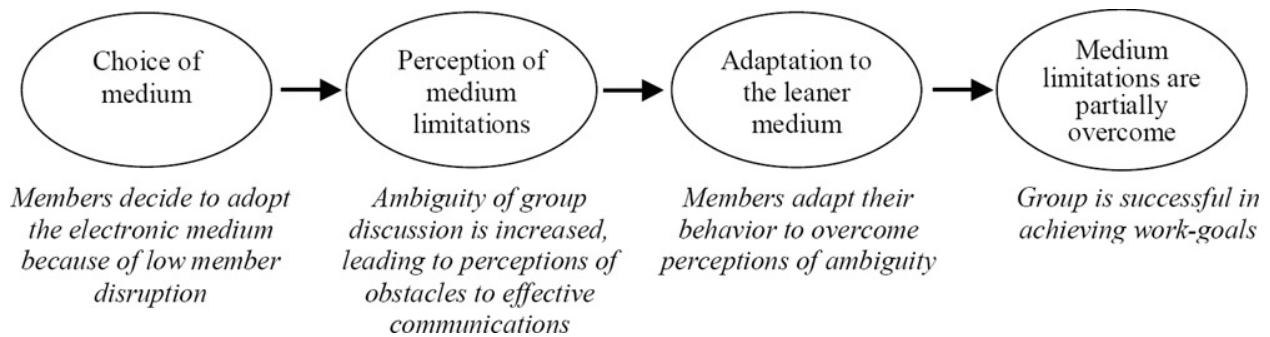 Choice of
medium
Perception of
medium
limitations
Adaptation to
the leaner
medium
Medium
limitations are
partially
overcome
Members decide to adopt
the electronic medium
because of low member
disruption
Ambiguity of group
discussion is increased,
leading to perceptions of
obstacles to effective
communications
Members adapt their
behavior to overcome
perceptions of ambiguity
Group is successful in
achieving work-goals